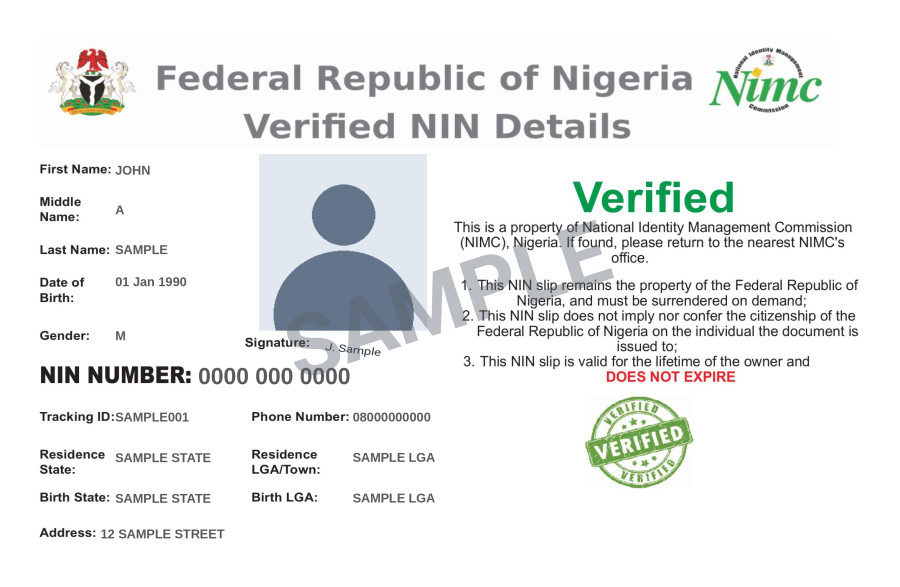 Federal Republic of Nigeria
Verified NIN Details
National Identity Management
Nimc
Commission
First Name: JOHN
Middle
Name: A
Last Name: SAMPLE
Date of
Birth: 01 Jan 1990
Gender: M
Signature: J. Sample
NIN NUMBER: 0000 000 0000
Tracking ID:SAMPLE001
Phone Number: 08000000000
Residence
State: SAMPLE STATE
Residence
LGA/Town: SAMPLE LGA
Birth State: SAMPLE STATE
Birth LGA: SAMPLE LGA
Address: 12 SAMPLE STREET
SAMPLE
Verified
This is a property of National Identity Management Commission
(NIMC), Nigeria. If found, please return to the nearest NIMC's
office.
1. This NIN slip remains the property of the Federal Republic of
Nigeria, and must be surrendered on demand;
2. This NIN slip does not imply nor confer the citizenship of the
Federal Republic of Nigeria on the individual the document is
issued to;
3. This NIN slip is valid for the lifetime of the owner and
DOES NOT EXPIRE
VERIFIED
VERIFIED
VERIFIED